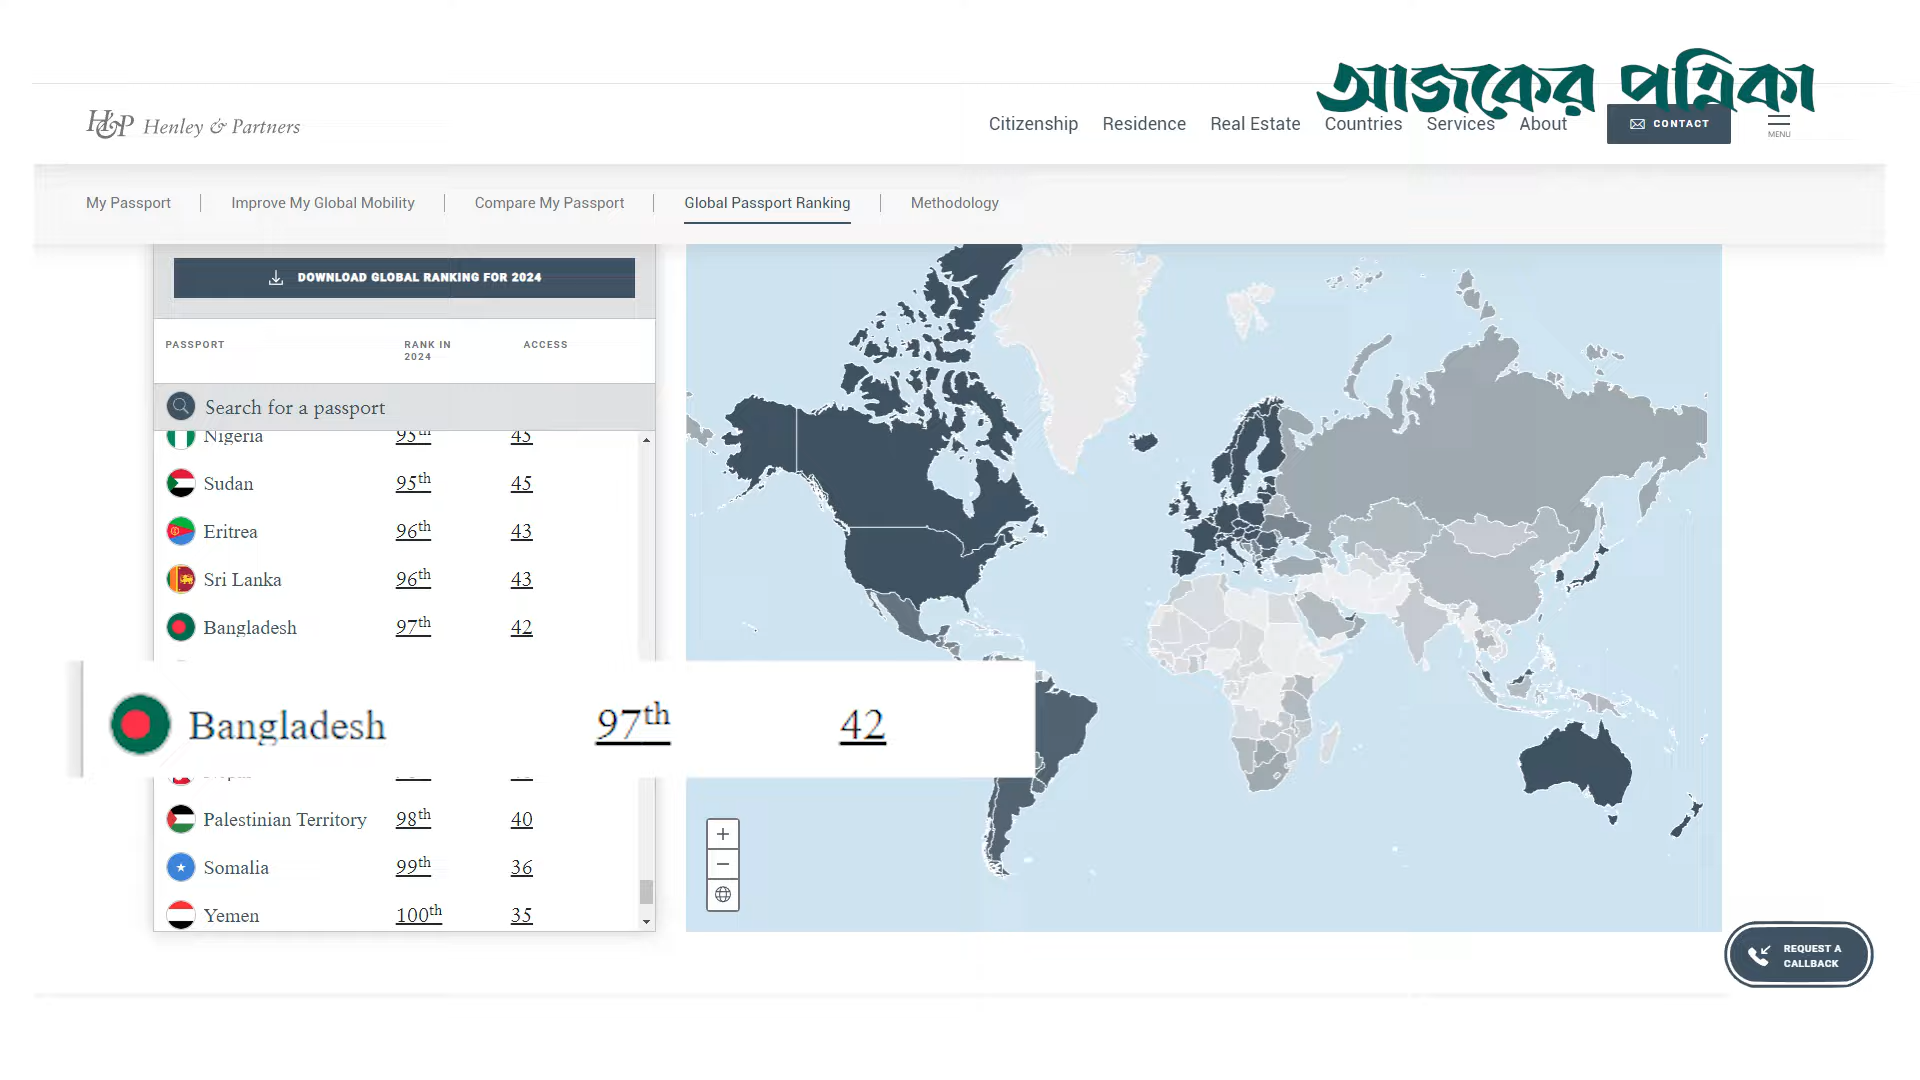 আজকের পত্রিকা
H&P Henley & Partners
Citizenship Residence Real Estate Countries Services About CONTACT MENU
My Passport Improve My Global Mobility Compare My Passport Global Passport Ranking Methodology
DOWNLOAD GLOBAL RANKING FOR 2024
PASSPORT RANK IN 2024 ACCESS
Search for a passport
Nigeria 95th 45
Sudan 95th 45
Eritrea 96th 43
Sri Lanka 96th 43
Bangladesh 97th 42
Bangladesh 97th 42
Palestinian Territory 98th 40
Somalia 99th 36
Yemen 100th 35
REQUEST A
CALLBACK